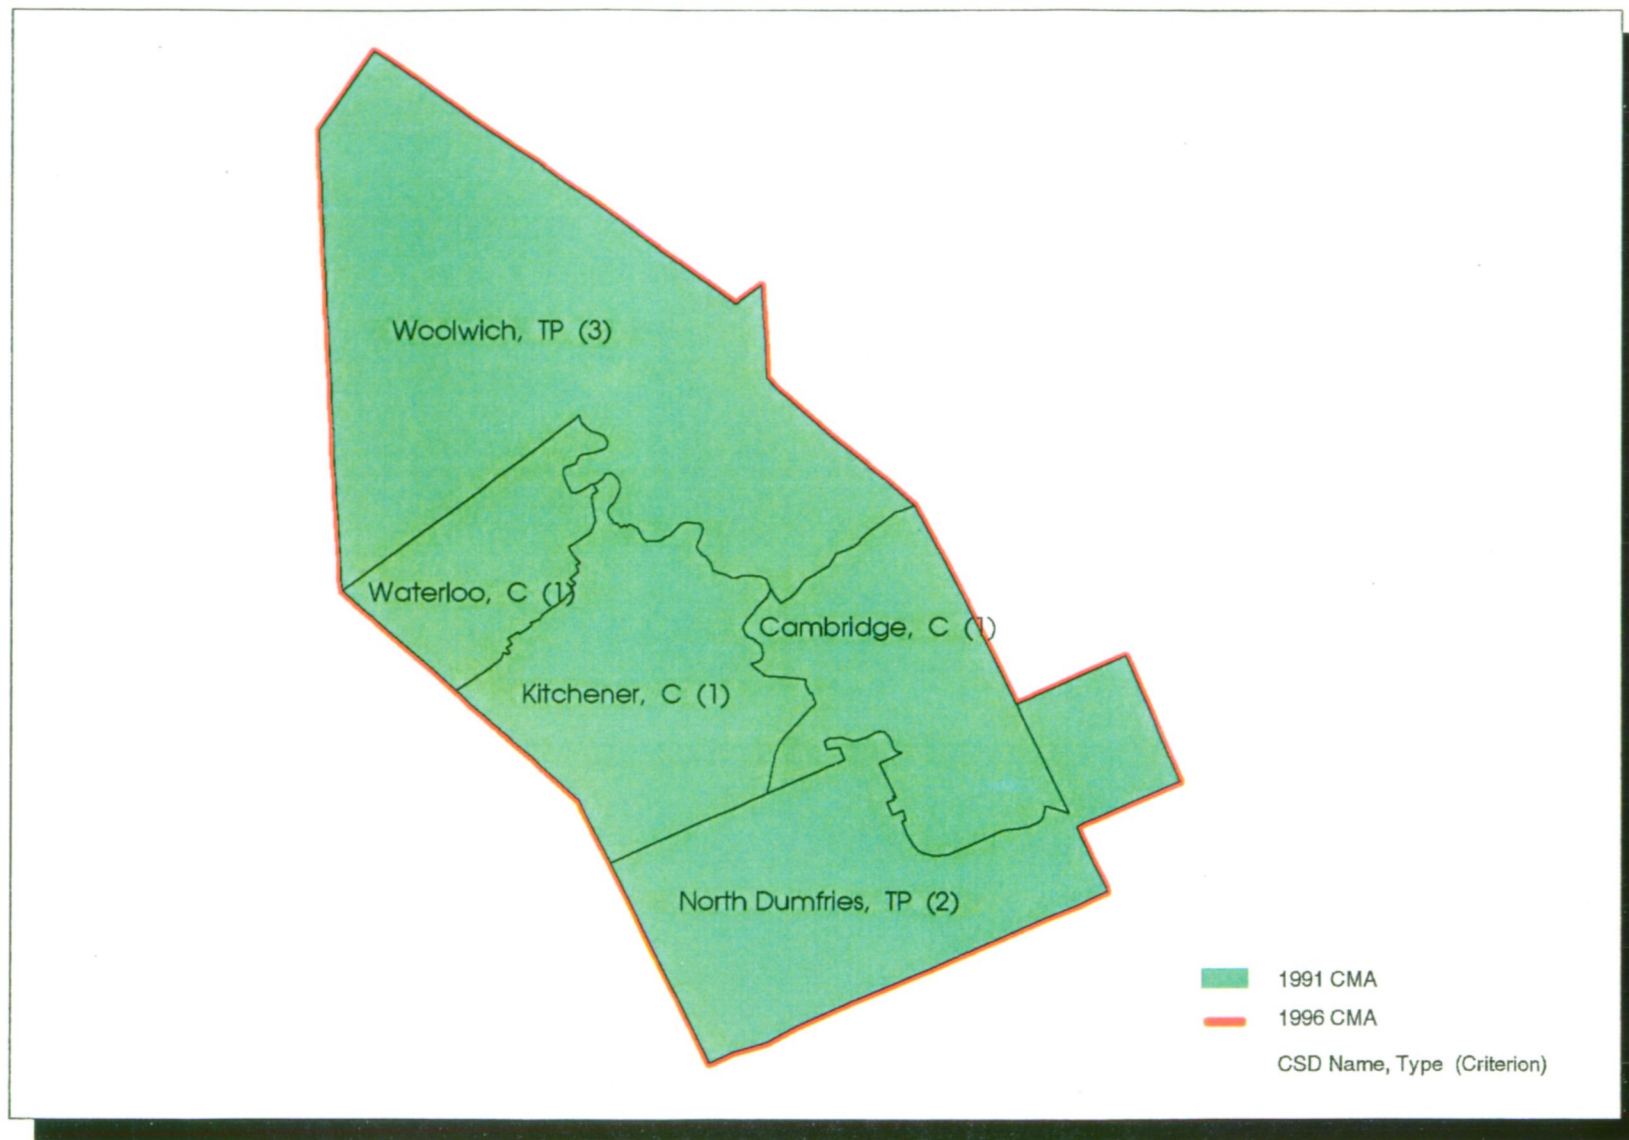 Woolwich, TP (3)
Waterloo, C (1)
Cambridge, C (1)
Kitchener, C (1)
North Dumfries, TP (2)
1991 CMA
1996 CMA
CSD Name, Type (Criterion)